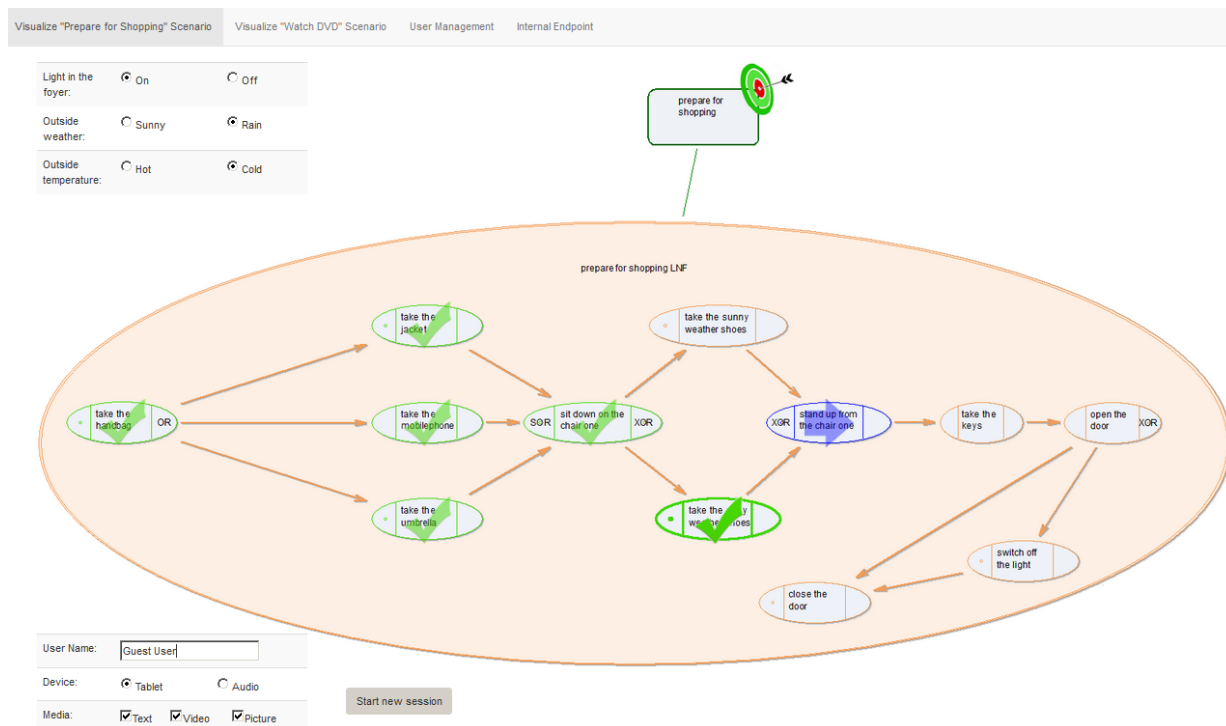 Visualize "Prepare for Shopping" Scenario
Visualize "Watch DVD" Scenario
User Management
Internal Endpoint
Light in the
foyer:
On
Off
Outside
weather:
Sunny
Rain
Outside
temperature:
Hot
Cold
prepare for
shopping
prepare for shopping LNF
take the
jacket
take the sunny
weather shoes
take the
handbag
OR
take the
mobilephone
SOR
sit down on the
chair one
XOR
XOR
stand up from
the chair one
take the
keys
open the
door
XOR
take the
umbrella
take the
weather shoes
switch off
the light
close the
door
User Name:
Guest User
Device:
Tablet
Audio
Media:
Text
Video
Picture
Start new session